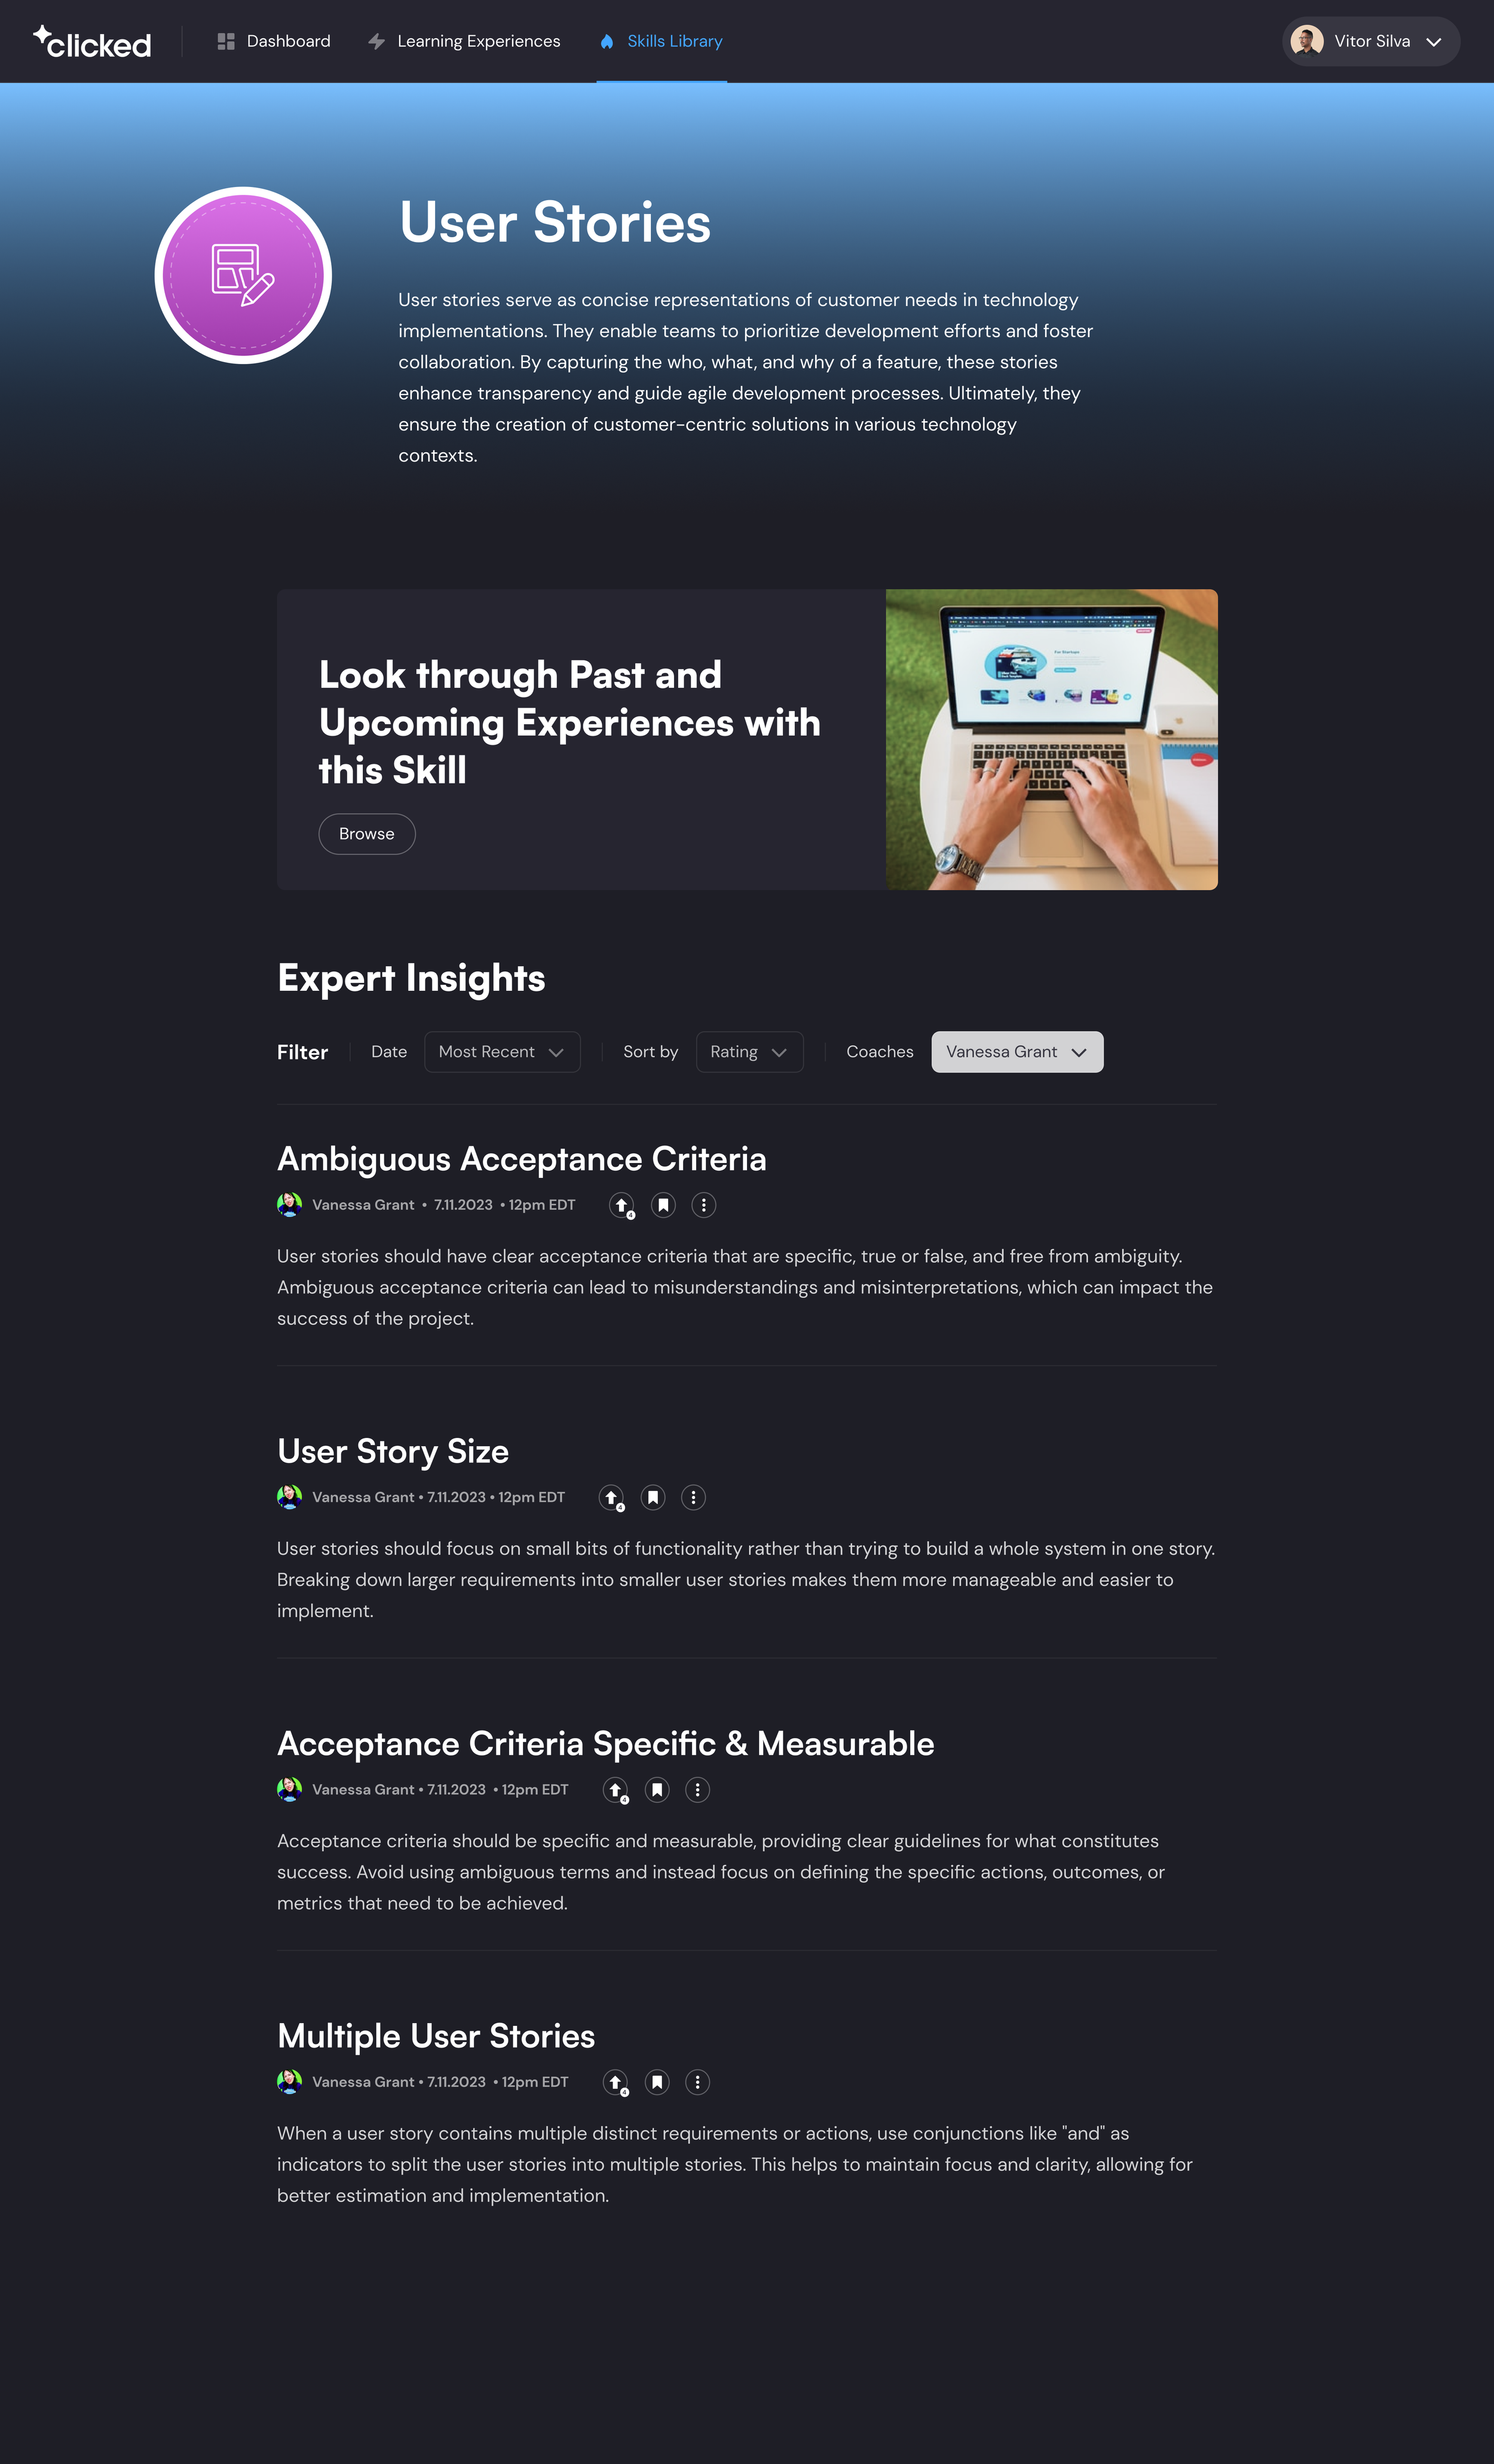 clicked
Dashboard
Learning Experiences
Skills Library
Vitor Silva
User Stories
User stories serve as concise representations of customer needs in technology
implementations. They enable teams to prioritize development efforts and foster
collaboration. By capturing the who, what, and why of a feature, these stories
enhance transparency and guide agile development processes. Ultimately, they
ensure the creation of customer-centric solutions in various technology
contexts.
Look through Past and
Upcoming Experiences with
this Skill
Browse
For Startups
Expert Insights
Filter Date Most Recent Sort by Rating Coaches Vanessa Grant
Ambiguous Acceptance Criteria
Vanessa Grant • 7.11.2023 • 12pm EDT 4
User stories should have clear acceptance criteria that are specific, true or false, and free from ambiguity.
Ambiguous acceptance criteria can lead to misunderstandings and misinterpretations, which can impact the
success of the project.
User Story Size
Vanessa Grant • 7.11.2023 • 12pm EDT 4
User stories should focus on small bits of functionality rather than trying to build a whole system in one story.
Breaking down larger requirements into smaller user stories makes them more manageable and easier to
implement.
Acceptance Criteria Specific & Measurable
Vanessa Grant • 7.11.2023 • 12pm EDT 4
Acceptance criteria should be specific and measurable, providing clear guidelines for what constitutes
success. Avoid using ambiguous terms and instead focus on defining the specific actions, outcomes, or
metrics that need to be achieved.
Multiple User Stories
Vanessa Grant • 7.11.2023 • 12pm EDT 4
When a user story contains multiple distinct requirements or actions, use conjunctions like "and" as
indicators to split the user stories into multiple stories. This helps to maintain focus and clarity, allowing for
better estimation and implementation.